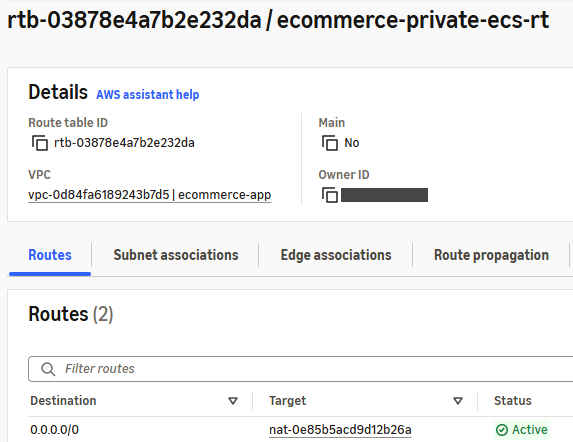 rtb-03878e4a7b2e232da / ecommerce-private-ecs-rt
Details AWS assistant help
Route table ID
rtb-03878e4a7b2e232da
Main
No
VPC
vpc-0d84fa6189243b7d5 | ecommerce-app
Owner ID
Routes Subnet associations Edge associations Route propagation
Routes (2)
Filter routes
Destination Target Status
0.0.0.0/0 nat-0e85b5acd9d12b26a Active